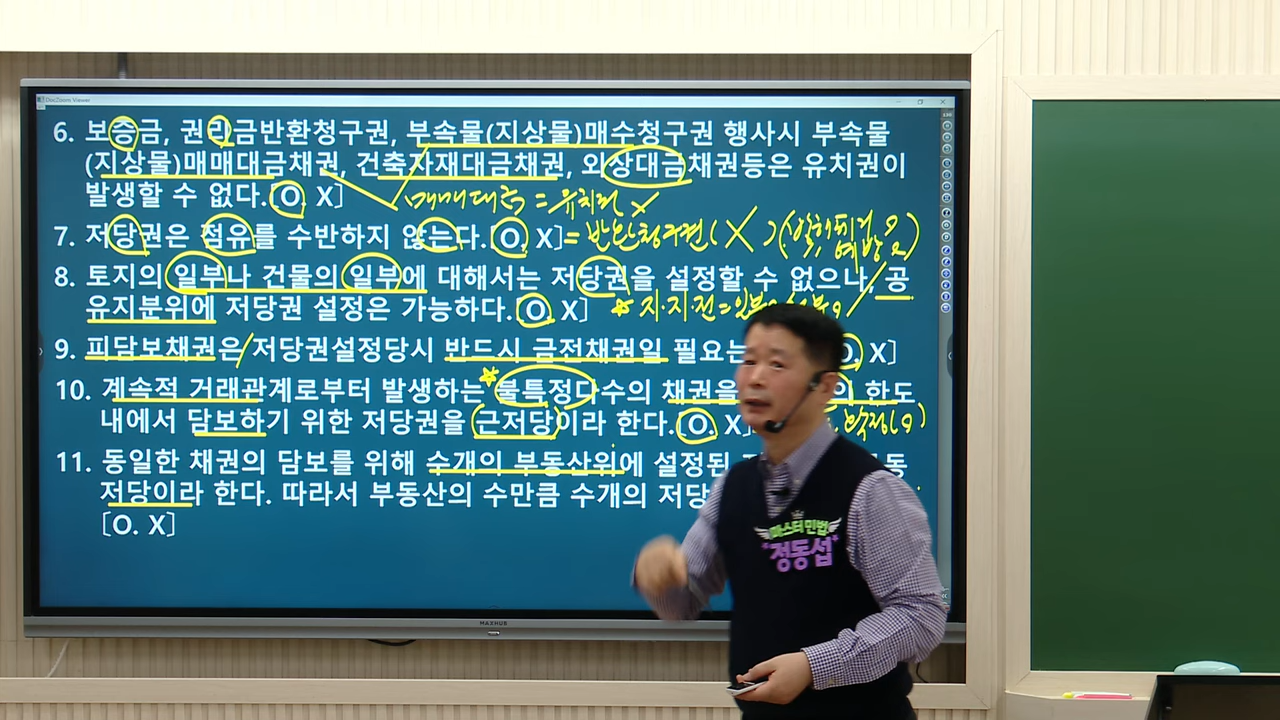 DocZoom Viewer
6. 보증금, 권리금반환청구권, 부속물(지상물)매수청구권 행사시 부속물
(지상물)매매대금채권, 건축자재대금채권, 외상대금채권등은 유치권이
발생할 수 없다.[O. X]
매매대금 = 유치권 X
7. 저당권은 점유를 수반하지 않는다.[O. X] = 반환청구권( X )
8. 토지의 일부나 건물의 일부에 대해서는 저당권을 설정할 수 없으나, 공
유지분위에 저당권 설정은 가능하다.[O. X] * 지.지.전=일부
9. 피담보채권은 저당권설정당시 반드시 금전채권일 필요는 O, X]
10. 계속적 거래관계로부터 발생하는 불특정다수의 채권을 의 한도
내에서 담보하기 위한 저당권을 근저당이라 한다.[O. X]
11. 동일한 채권의 담보를 위해 수개의 부동산위에 설정된 동
저당이라 한다. 따라서 부동산의 수만큼 수개의 저당
[O. X]
MAXHUB
마스터민법
정동섭